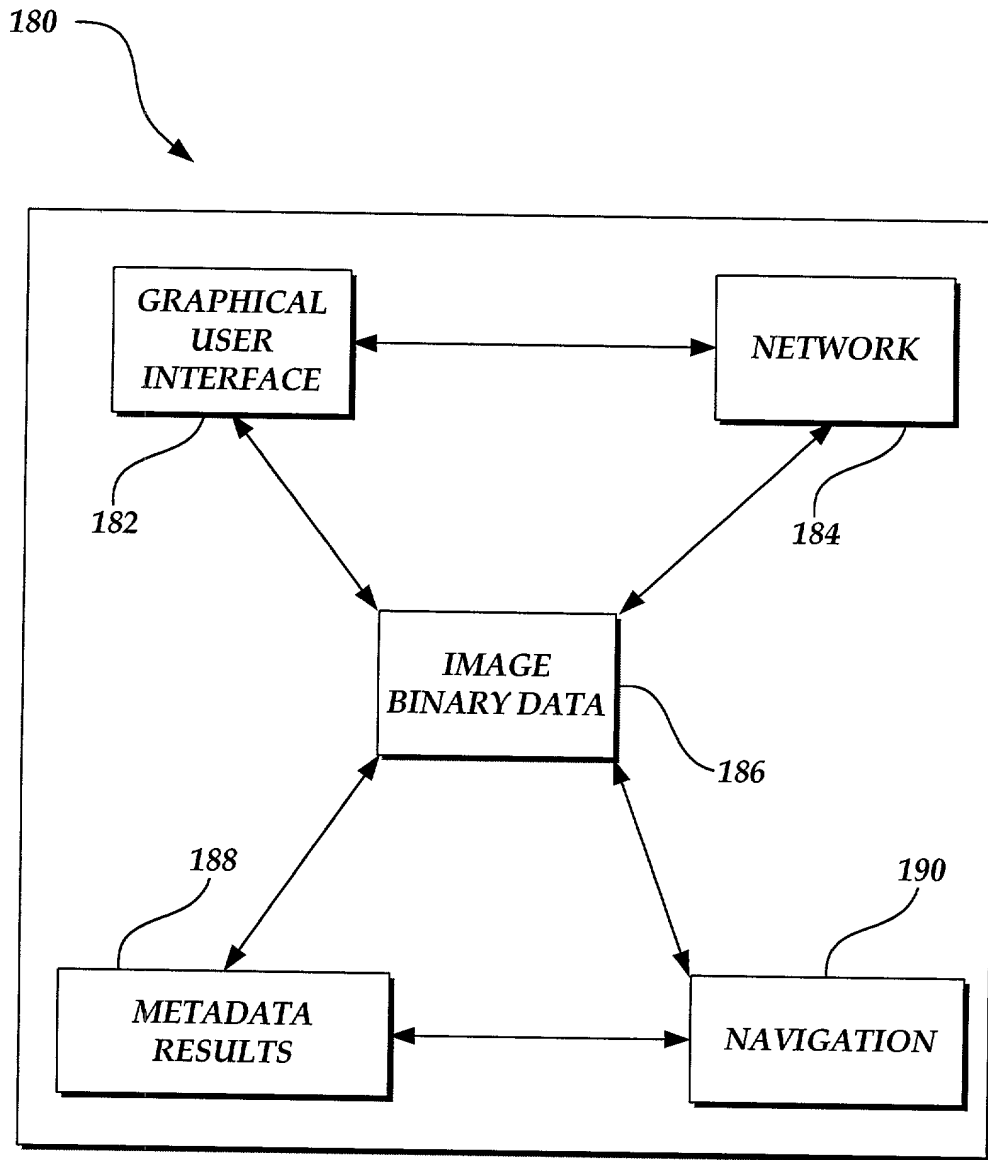 180
GRAPHICAL
USER
INTERFACE
NETWORK
182
184
IMAGE
BINARY DATA
186
188
190
METADATA
RESULTS
NAVIGATION